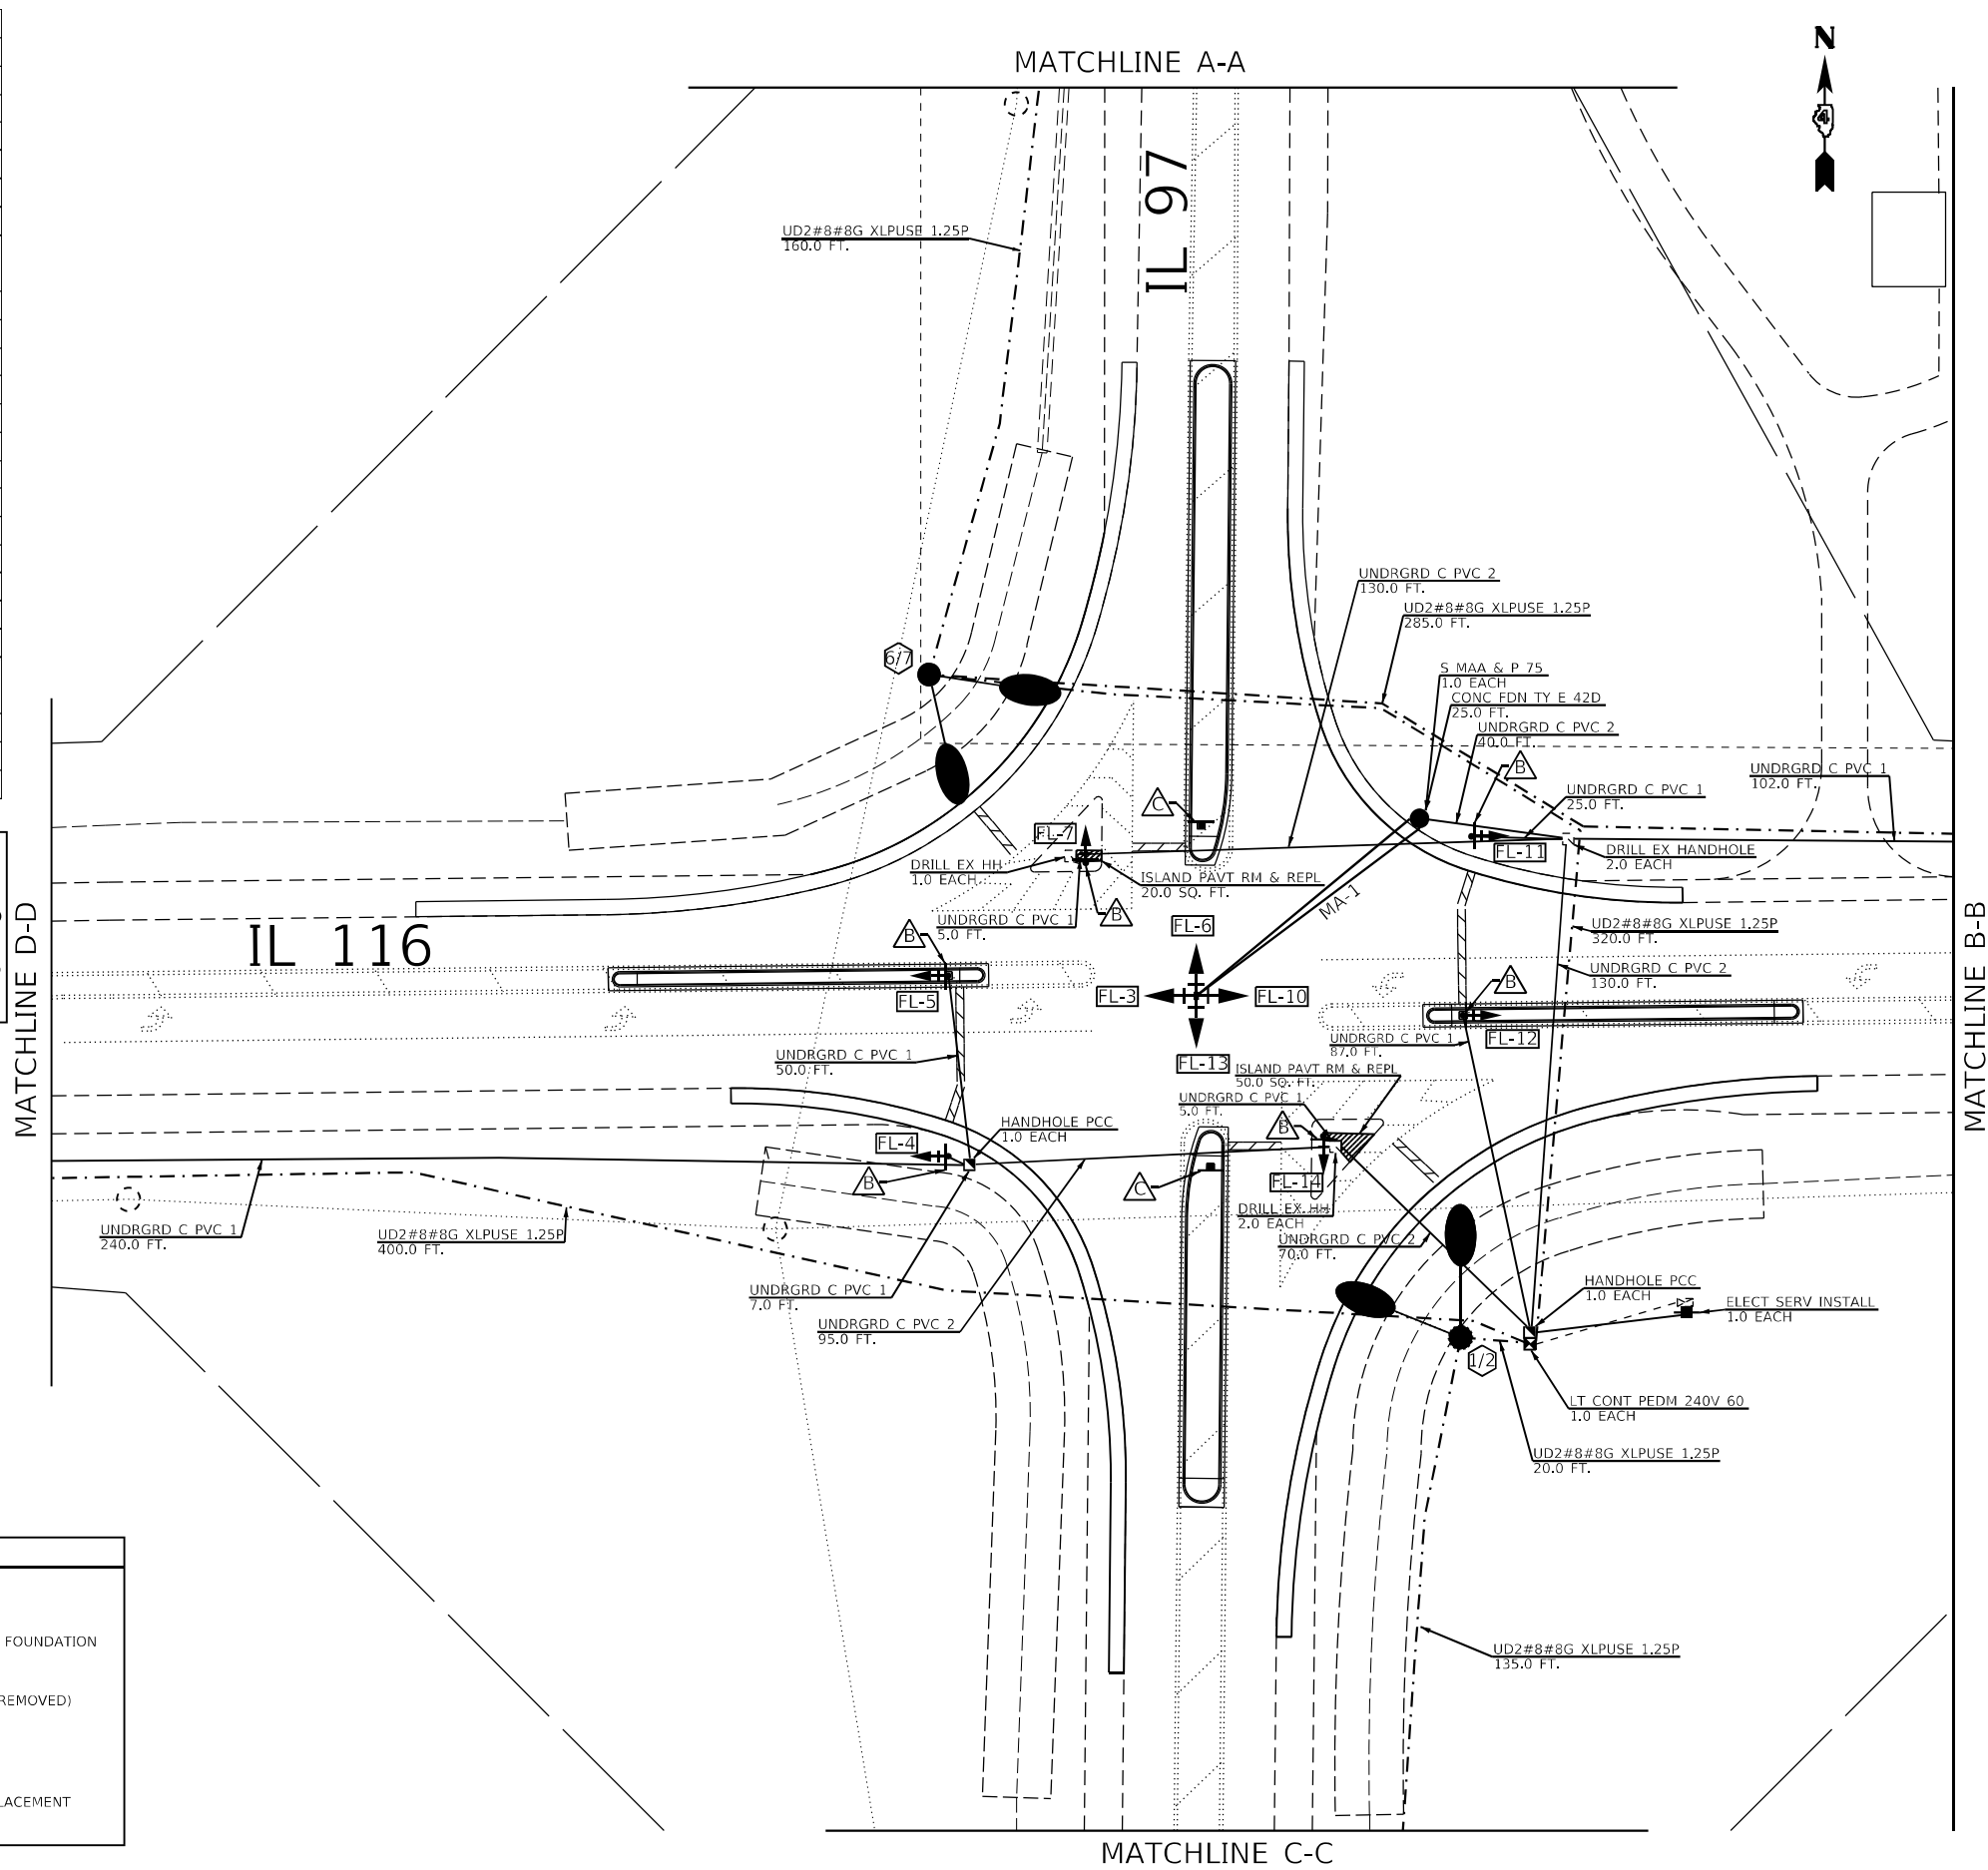 MATCHLINE A-A
N
4
IL 97
UD2#8#8G XLPUSE 1.25P
160.0 FT.
UNDRGRD C PVC 2
130.0 FT.
UD2#8#8G XLPUSE 1.25P
285.0 FT.
6/7
S MAA & P 75
1.0 EACH
CONC FDN TY E 42D
25.0 FT.
UNDRGRD C PVC 2
40.0 FT.
B
UNDRGRD C PVC 1
102.0 FT.
UNDRGRD C PVC 1
25.0 FT.
C
FL-7
FL-11
DRILL EX HANDHOLE
2.0 EACH
DRILL EX HH
1.0 EACH
ISLAND PAVT RM & REPL
20.0 SQ. FT.
MA-1
UNDRGRD C PVC 1
5.0 FT.
B
B
FL-6
UD2#8#8G XLPUSE 1.25P
320.0 FT.
MATCHLINE D-D
IL 116
MATCHLINE B-B
UNDRGRD C PVC 2
130.0 FT.
B
FL-5
FL-3
FL-10
UNDRGRD C PVC 1
87.0 FT.
FL-12
UNDRGRD C PVC 1
50.0 FT.
FL-13
ISLAND PAVT RM & REPL
50.0 SQ. FT.
UNDRGRD C PVC 1
5.0 FT.
B
HANDHOLE PCC
1.0 EACH
FL-4
B
C
FL-14
DRILL EX HH
2.0 EACH
UNDRGRD C PVC 1
240.0 FT.
UD2#8#8G XLPUSE 1.25P
400.0 FT.
UNDRGRD C PVC 2
70.0 FT.
UNDRGRD C PVC 1
7.0 FT.
HANDHOLE PCC
1.0 EACH
ELECT SERV INSTALL
1.0 EACH
UNDRGRD C PVC 2
95.0 FT.
1/2
LT CONT PEDM 240V 60
1.0 EACH
UD2#8#8G XLPUSE 1.25P
20.0 FT.
FOUNDATION
UD2#8#8G XLPUSE 1.25P
135.0 FT.
REMOVED)
LACEMENT
MATCHLINE C-C